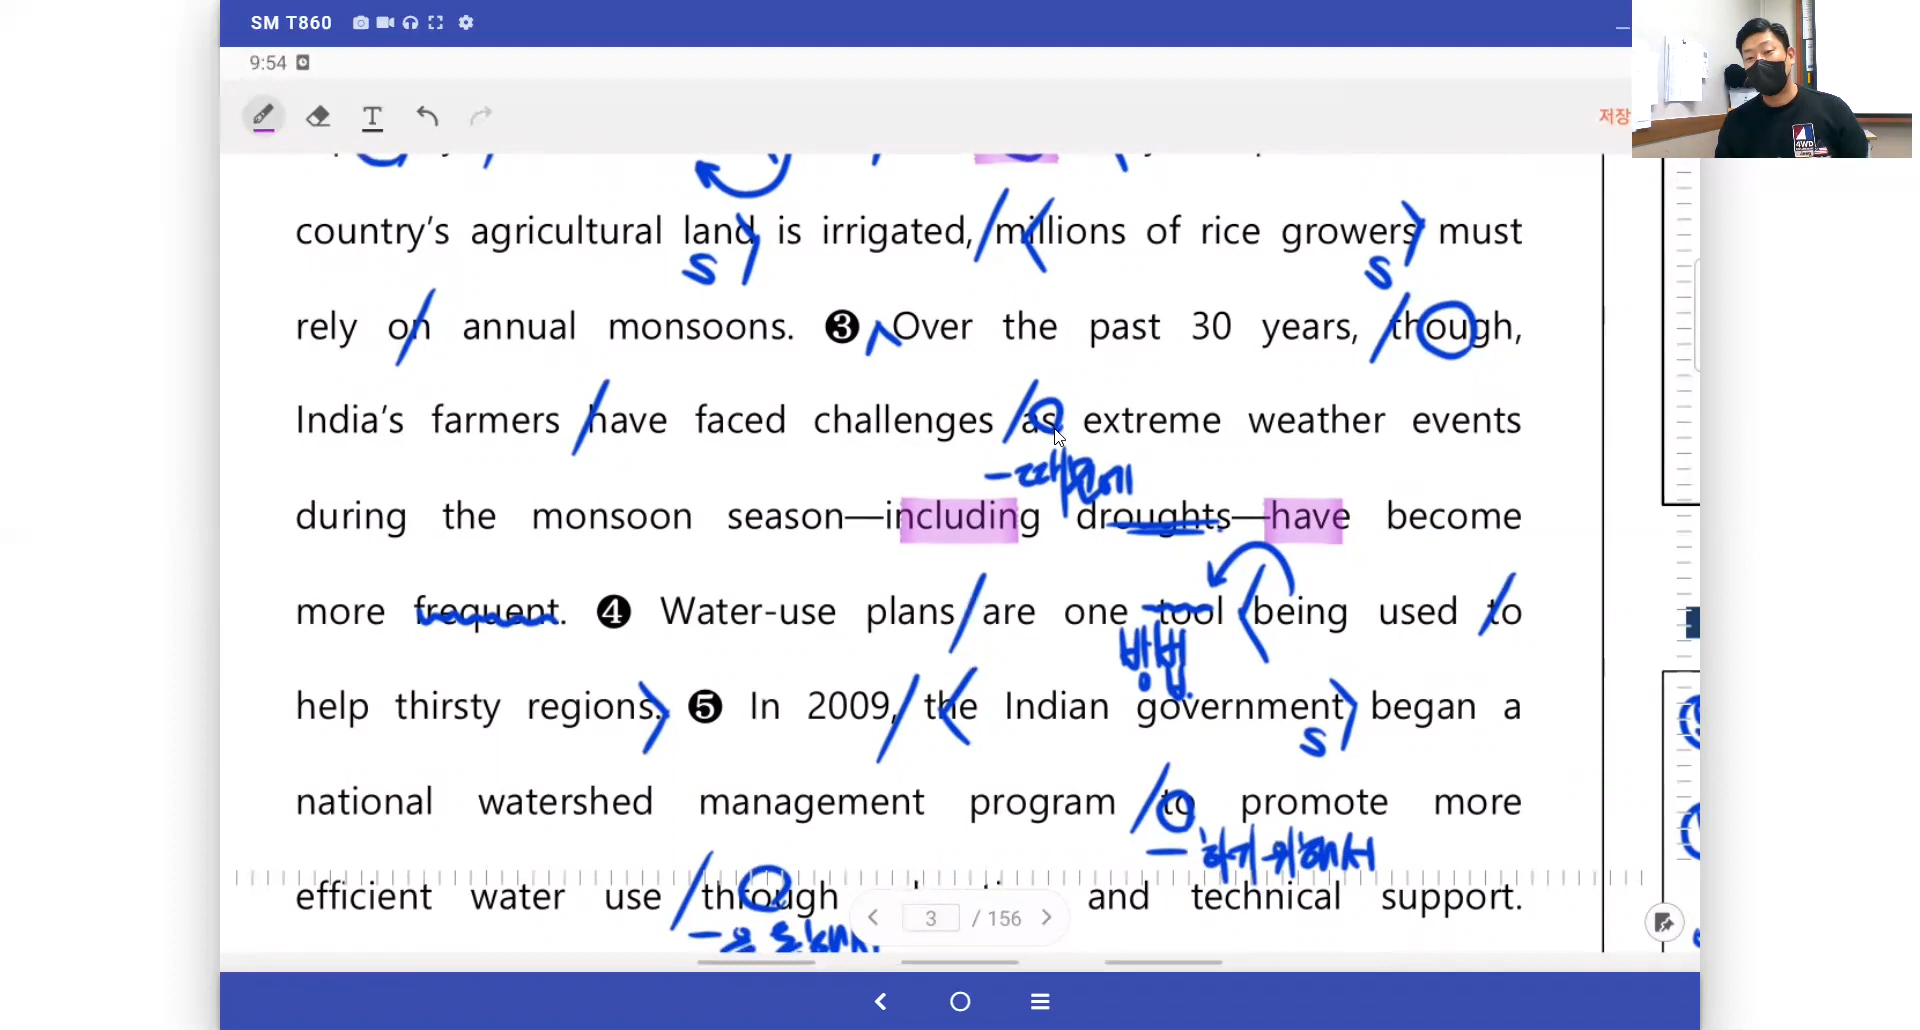 SM T860
9:54
저장
4WD
country's agricultural land is irrigated, millions of rice growers must
s s
rely on annual monsoons. ❸ Over the past 30 years, though,
India's farmers have faced challenges as extreme weather events
-때문에
during the monsoon season—including droughts—have become
more frequent. ❹ Water-use plans are one tool being used to
방법
help thirsty regions. ❺ In 2009, the Indian government began a
s
national watershed management program to promote more
- 하기 위해서
efficient water use through and technical support.
3 / 156